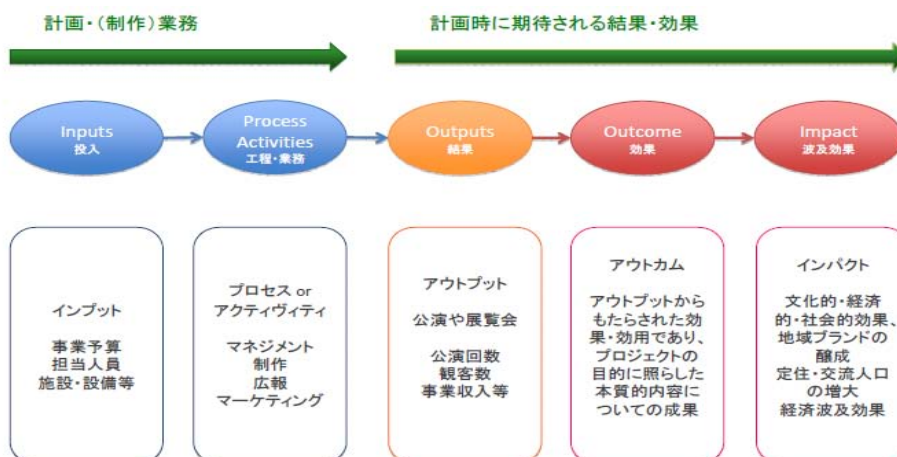 計画・(制作)業務
計画時に期待される結果・効果
Inputs
投入
Process
Activities
工程・業務
Outputs
結果
Outcome
効果
Impact
波及効果
インプット
事業予算
担当人員
施設・設備等
プロセス or
アクティヴィティ
マネジメント
制作
広報
マーケティング
アウトプット
公演や展覧会
公演回数
観客数
事業収入等
アウトカム
アウトプットから
もたらされた効
果・効用であり、
プロジェクトの
目的に照らした
本質的内容に
ついての成果
インパクト
文化的・経済
的・社会的効果、
地域ブランドの
醸成
定住・交流人口
の増大
経済波及効果